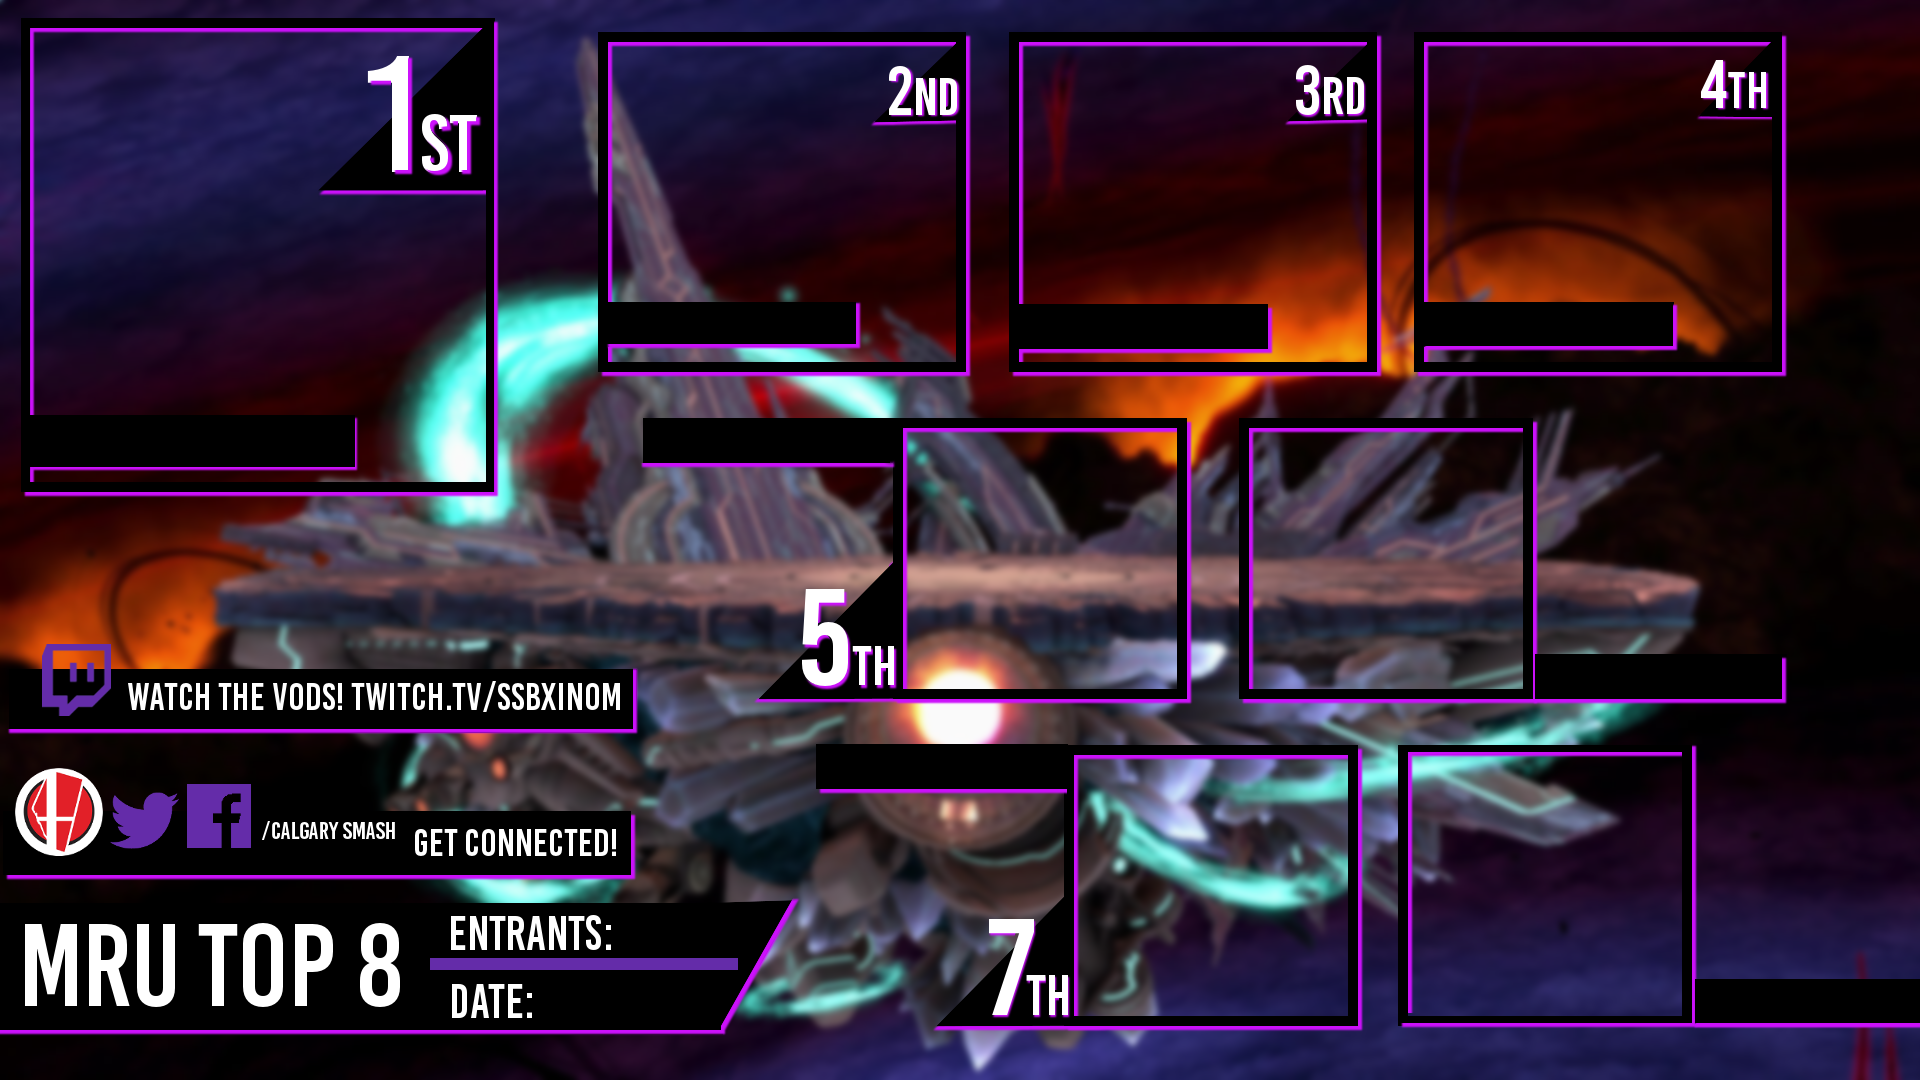 1ST
2ND
3RD
4TH
5TH
WATCH THE VODS! TWITCH.TV/SSBXINOM
/CALGARY SMASH
GET CONNECTED!
7TH
MRU TOP 8
ENTRANTS:
DATE: